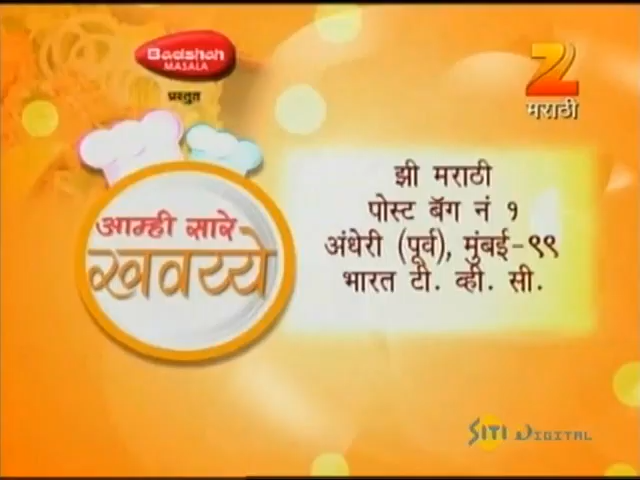 Badshah
MASALA
प्रस्तुत
मराठी
आम्ही सारे
खवय्ये
झी मराठी
पोस्ट बॅग नं १
अंधेरी (पूर्व), मुंबई-९९
भारत टी. व्ही. सी.
SITI DIGITAL